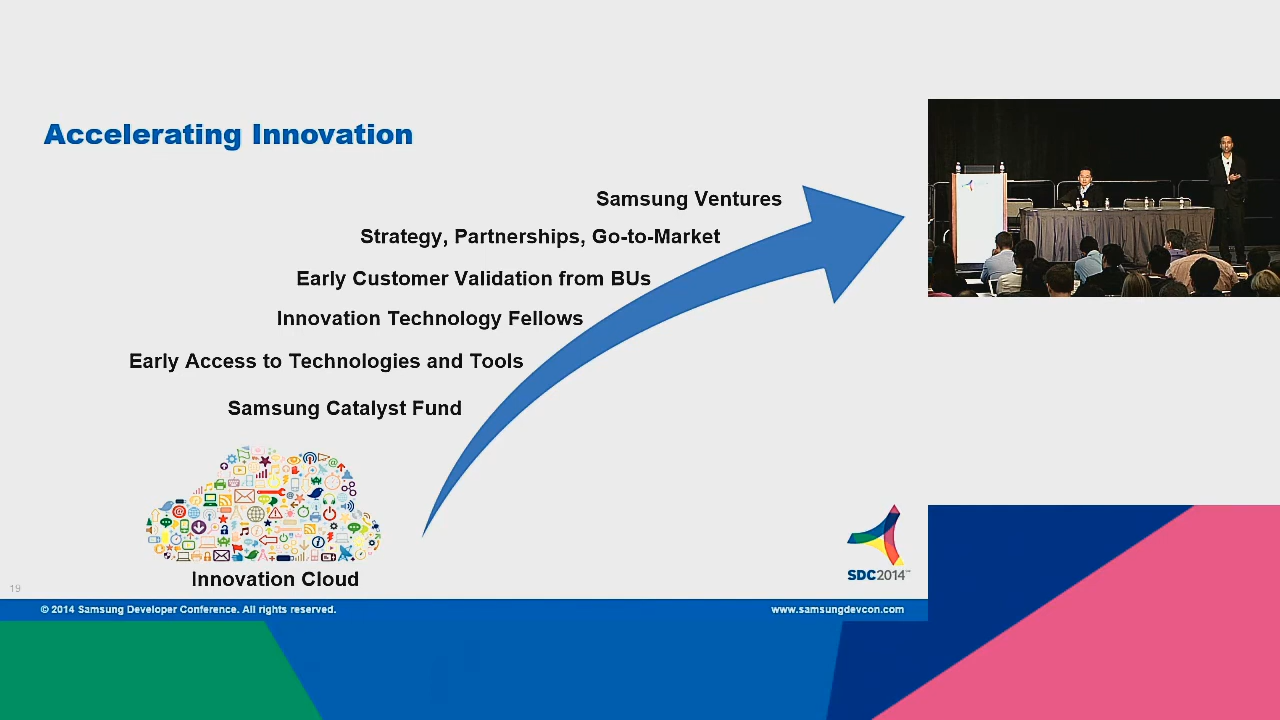 Accelerating Innovation
Samsung Ventures
Strategy, Partnerships, Go-to-Market
Early Customer Validation from BUs
Innovation Technology Fellows
Early Access to Technologies and Tools
Samsung Catalyst Fund
Innovation Cloud
SDC2014™
19
© 2014 Samsung Developer Conference. All rights reserved.
www.samsungdevcon.com